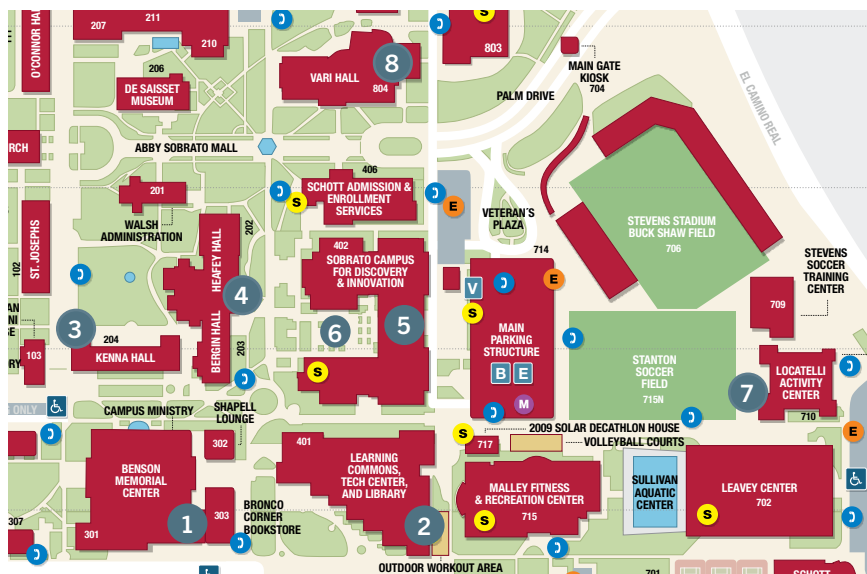 211
207
210
O'CONNOR HAL
206
DE SAISSET
MUSEUM
VARI HALL
804
8
S
803
MAIN GATE
KIOSK
704
PALM DRIVE
EL CAMINO REAL
RCH
ABBY SOBRATO MALL
406
SCHOTT ADMISSION &
ENROLLMENT
SERVICES
S
E
201
WALSH
ADMINISTRATION
202
HEAFEY HALL
VETERAN'S
PLAZA
STEVENS STADIUM
BUCK SHAW FIELD
706
102
ST. JOSEPHS
402
SOBRATO CAMPUS
FOR DISCOVERY
& INNOVATION
714
STEVENS
SOCCER
TRAINING
CENTER
709
4
V
E
S
AN
NI
SE
3
204
KENNA HALL
103
RY
BERGIN HALL
203
6
5
S
MAIN
PARKING
STRUCTURE
B
E
M
STANTON
SOCCER
FIELD
715N
7
LOCATELLI
ACTIVITY
CENTER
710
G ONLY
CAMPUS MINISTRY
SHAPELL
LOUNGE
302
401
LEARNING
COMMONS,
TECH CENTER,
AND LIBRARY
2009 SOLAR DECATHLON HOUSE
S
717
VOLLEYBALL COURTS
E
BENSON
MEMORIAL
CENTER
301
1
303
BRONCO
CORNER
BOOKSTORE
2
MALLEY FITNESS
& RECREATION CENTER
S
715
SULLIVAN
AQUATIC
CENTER
LEAVEY CENTER
702
S
307
OUTDOOR WORKOUT AREA
701
SCHOTT